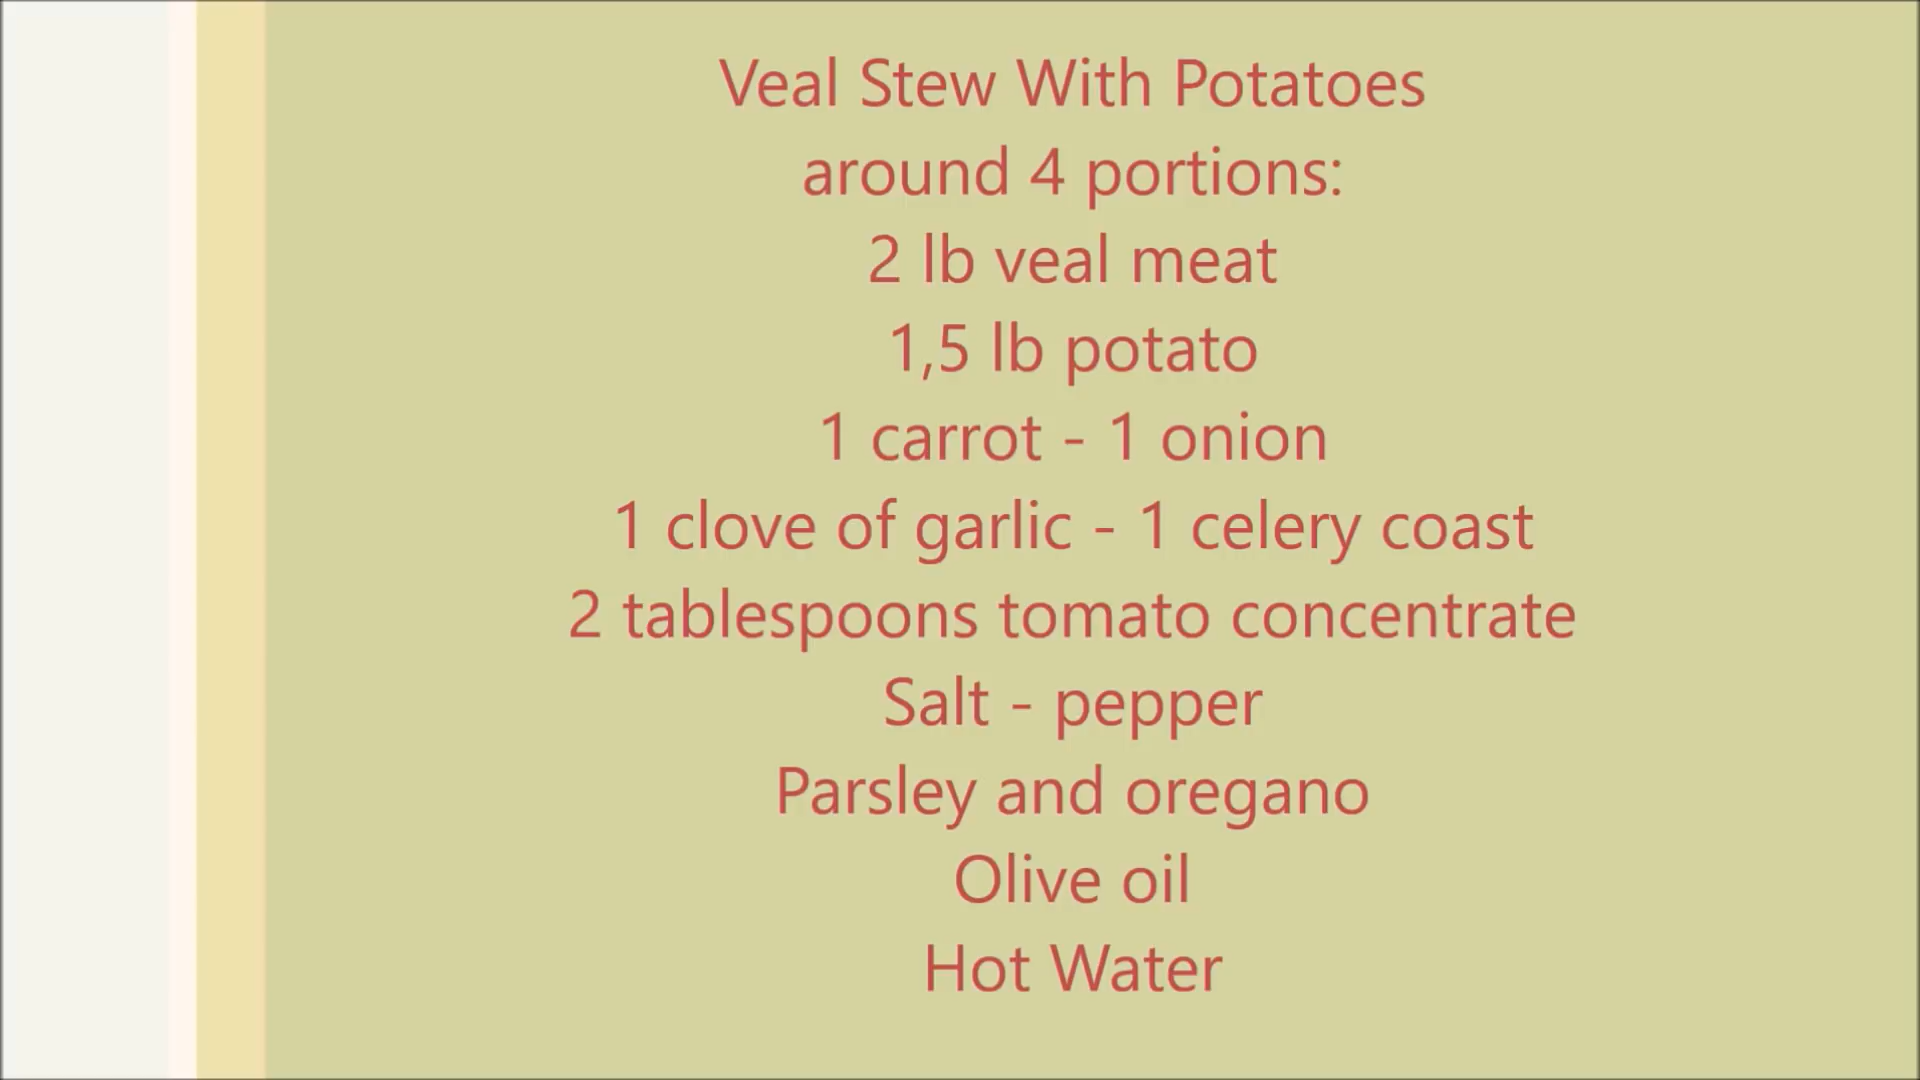 Veal Stew With Potatoes
around 4 portions:
2 lb veal meat
1,5 lb potato
1 carrot - 1 onion
1 clove of garlic - 1 celery coast
2 tablespoons tomato concentrate
Salt - pepper
Parsley and oregano
Olive oil
Hot Water